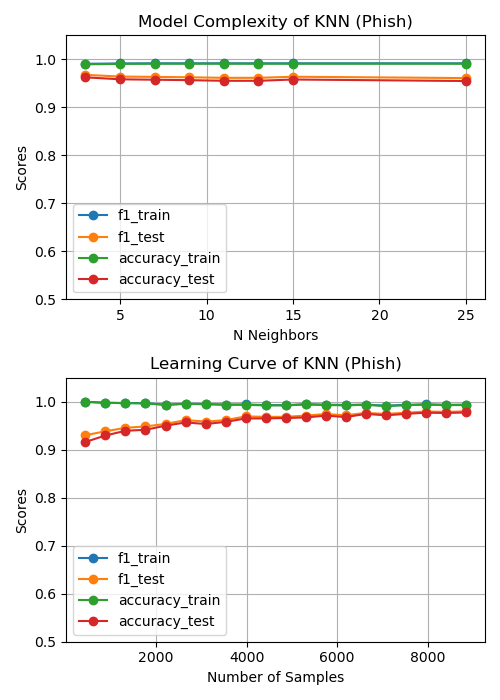 Model Complexity of KNN (Phish)
Scores
1.0
0.9
0.8
0.7
0.6
0.5
f1_train
f1_test
accuracy_train
accuracy_test
5
10
15
20
25
N Neighbors
Learning Curve of KNN (Phish)
Scores
1.0
0.9
0.8
0.7
0.6
0.5
f1_train
f1_test
accuracy_train
accuracy_test
2000
4000
6000
8000
Number of Samples